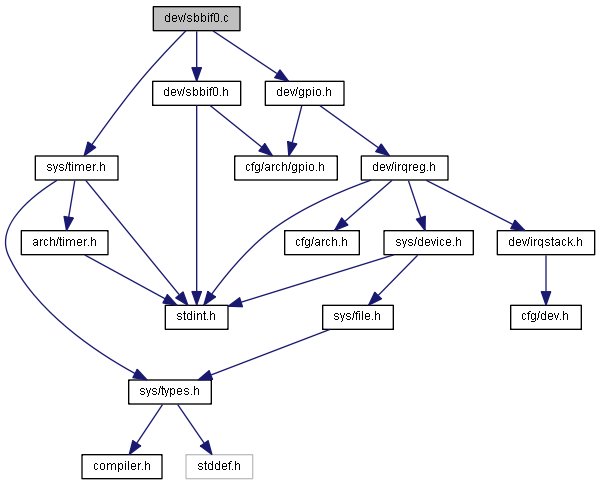 dev/sbbif0.c
dev/sbbif0.h
dev/gpio.h
sys/timer.h
cfg/arch/gpio.h
dev/irqreg.h
arch/timer.h
cfg/arch.h
sys/device.h
dev/irqstack.h
stdint.h
sys/file.h
cfg/dev.h
sys/types.h
compiler.h
stddef.h